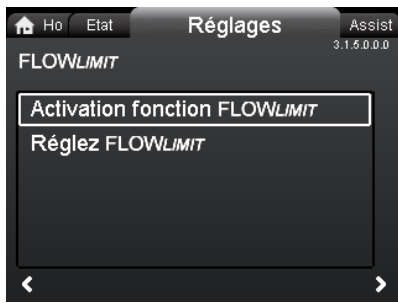 Ho Etat Réglages Assist
3.1.5.0.0.0
FLOWLIMIT
Activation fonction FLOWLIMIT
Réglez FLOWLIMIT